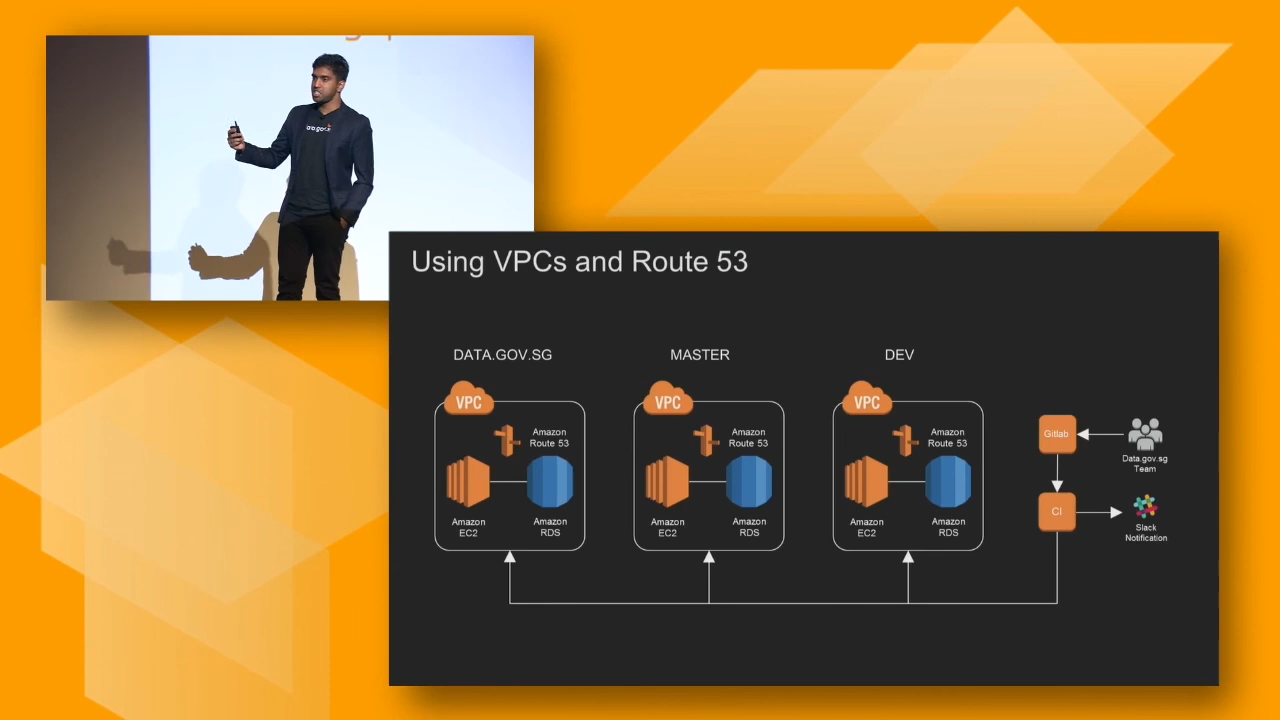 Using VPCs and Route 53
DATA.GOV.SG
MASTER
DEV
VPC
Amazon
Route 53
Amazon
EC2
Amazon
RDS
VPC
Amazon
Route 53
Amazon
EC2
Amazon
RDS
VPC
Amazon
Route 53
Amazon
EC2
Amazon
RDS
Gitlab
Data.gov.sg
Team
CI
Slack
Notification